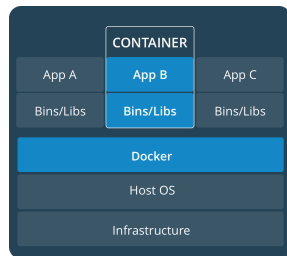 CONTAINER
App A App B App C
Bins/Libs Bins/Libs Bins/Libs
Docker
Host OS
Infrastructure